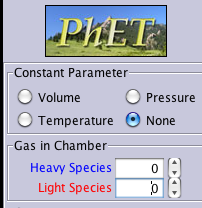 PhET
Constant Parameter
Volume Pressure
Temperature None
Gas in Chamber
Heavy Species 0
Light Species 0